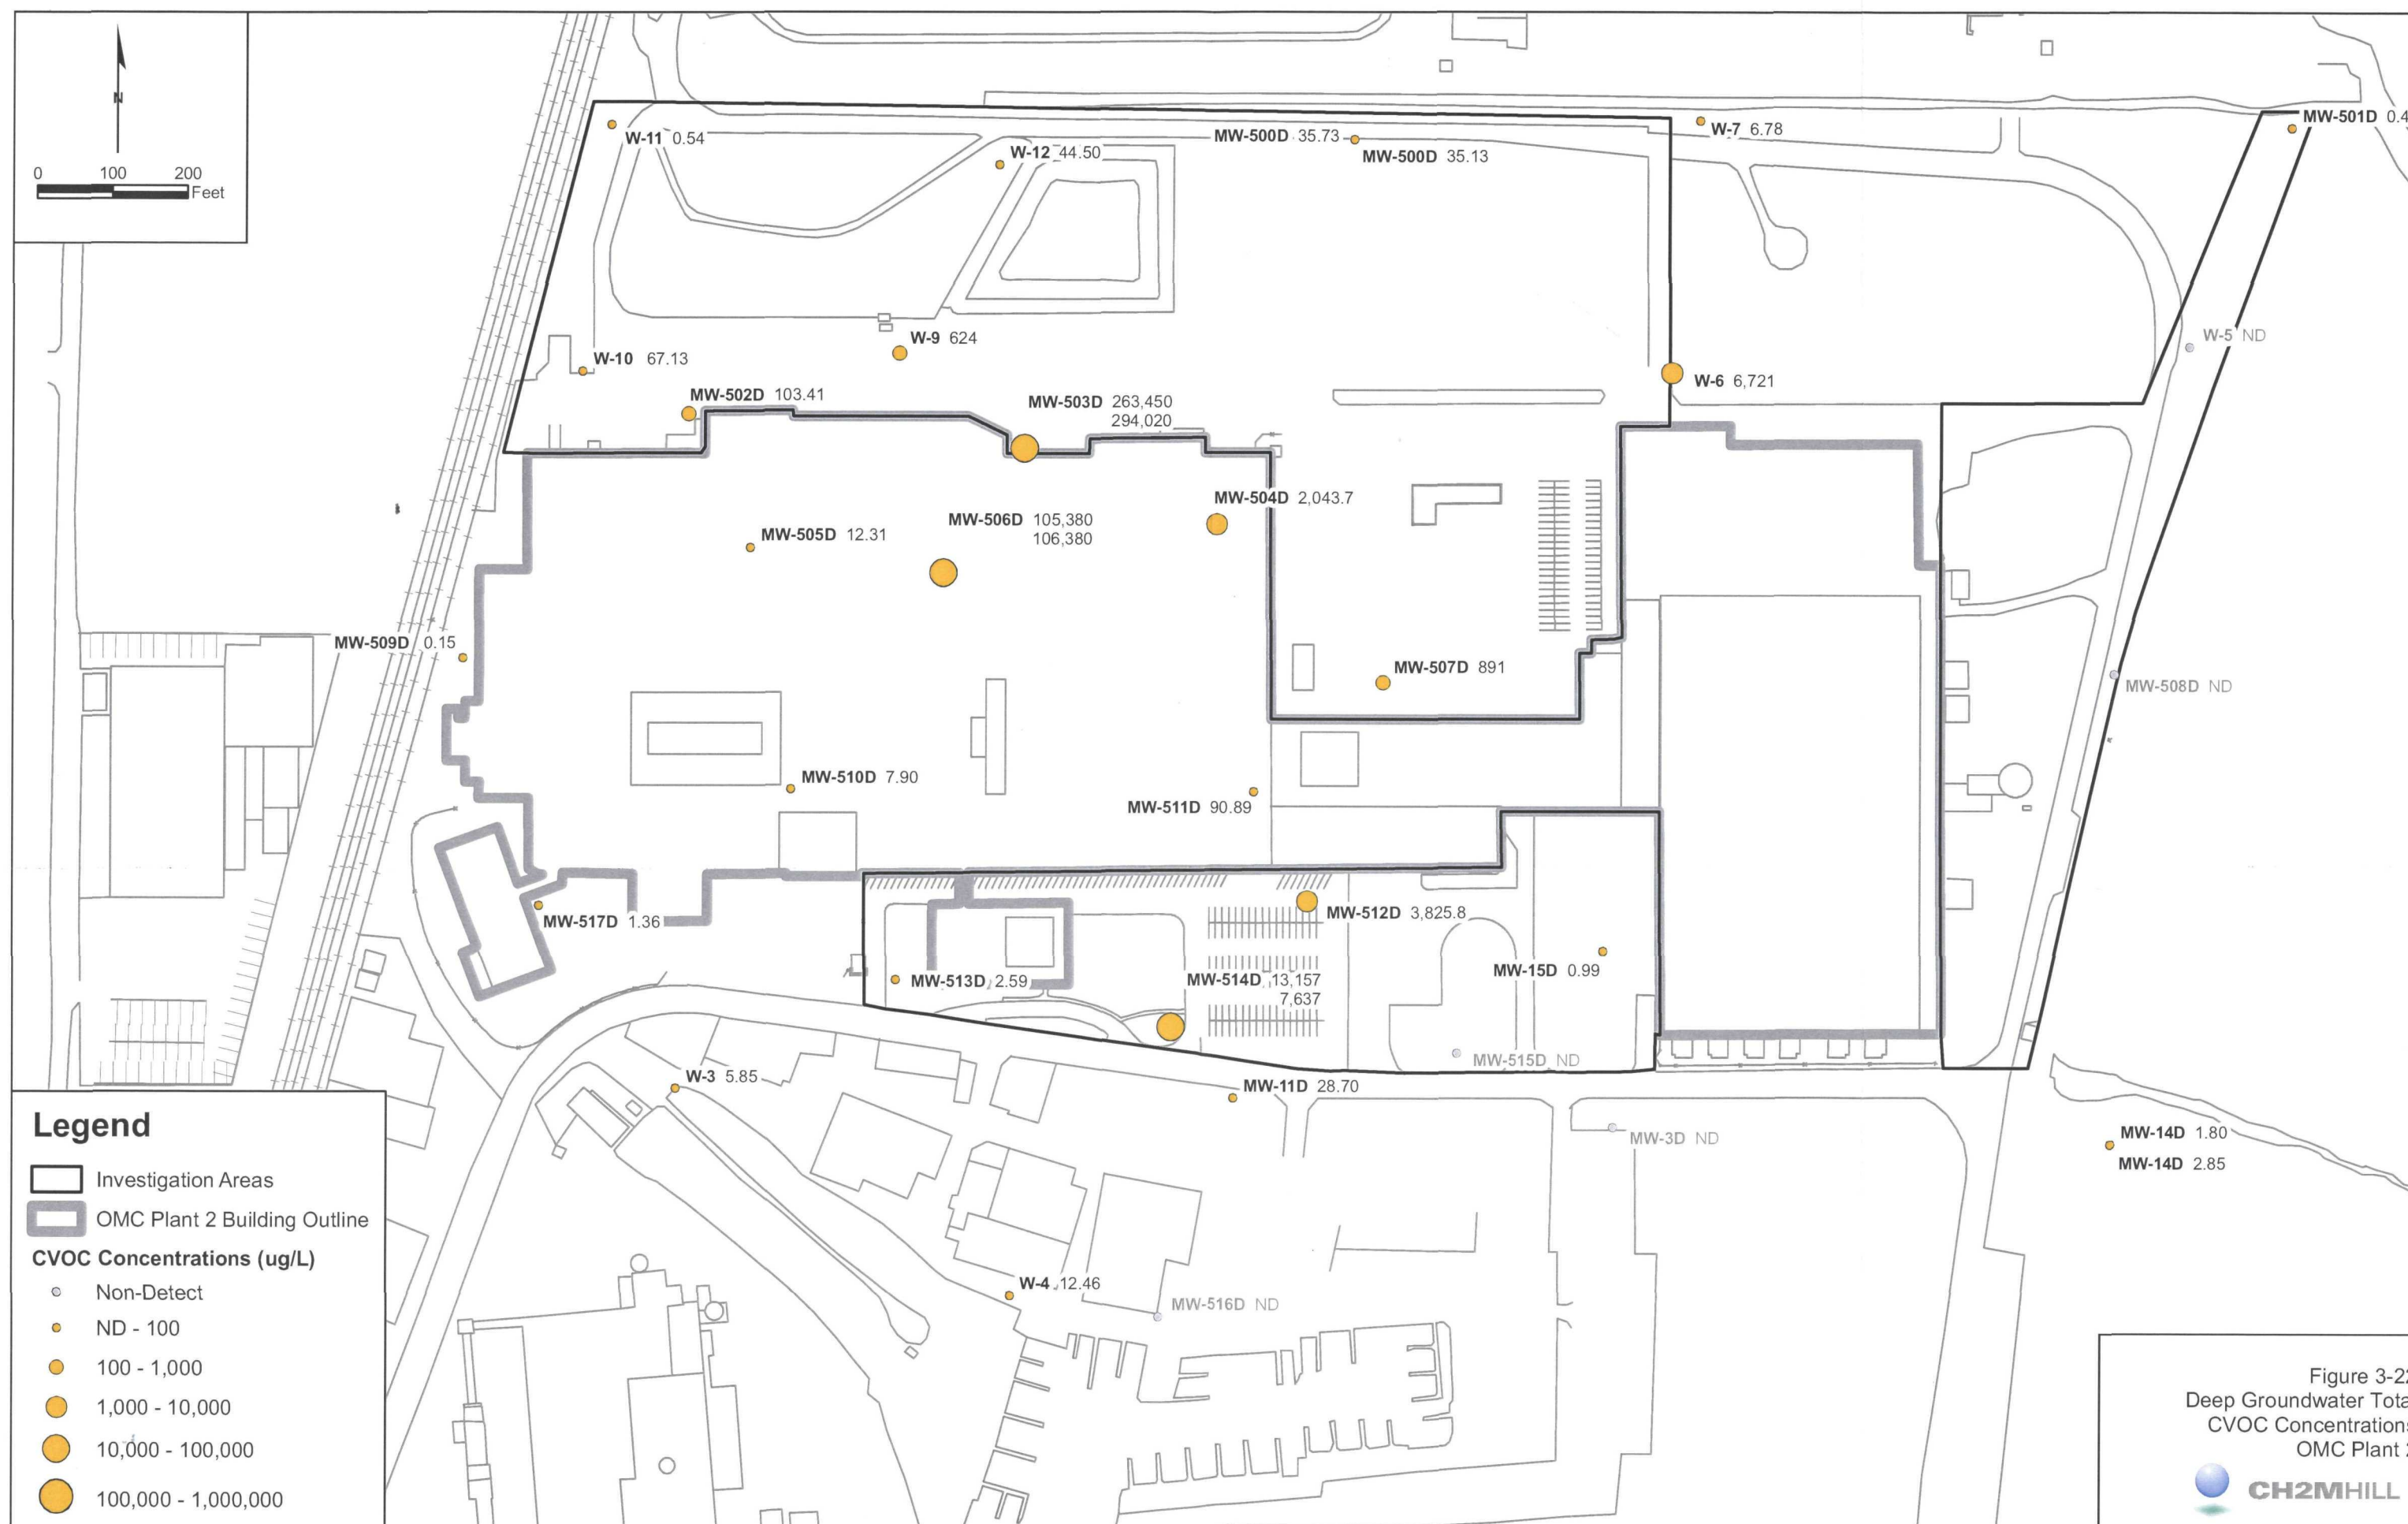 N
0 100 200
Feet
W-11 0.54
W-12 44.50
MW-500D 35.73
MW-500D 35.13
W-7 6.78
MW-501D 0.4
W-5 ND
W-10 67.13
W-9 624
W-6 6,721
MW-502D 103.41
MW-503D 263,450
294,020
MW-504D 2,043.7
MW-505D 12.31
MW-506D 105,380
106,380
MW-509D 0.15
MW-507D 891
MW-508D ND
MW-510D 7.90
MW-511D 90.89
MW-517D 1.36
MW-512D 3,825.8
MW-513D 2.59
MW-514D 13,157
7,637
MW-15D 0.99
MW-515D ND
W-3 5.85
MW-11D 28.70
MW-3D ND
MW-14D 1.80
MW-14D 2.85
W-4 12.46
MW-516D ND
Legend
Investigation Areas
OMC Plant 2 Building Outline
CVOC Concentrations (ug/L)
Non-Detect
ND - 100
100 - 1,000
1,000 - 10,000
10,000 - 100,000
100,000 - 1,000,000
Figure 3-22
Deep Groundwater Tota
CVOC Concentrations
OMC Plant 2
CH2MHILL